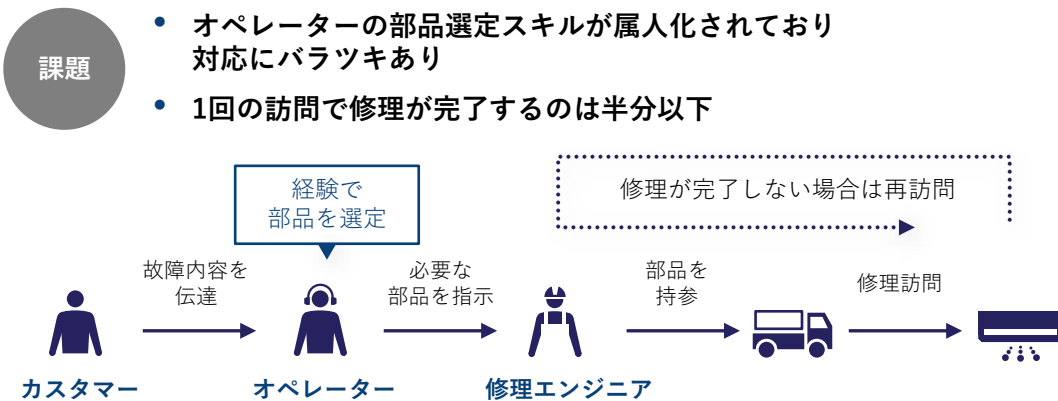 課題
• オペレーターの部品選定スキルが属人化されており
対応にバラツキあり
• 1回の訪問で修理が完了するのは半分以下
経験で
部品を選定
修理が完了しない場合は再訪問
故障内容を
伝達
必要な
部品を指示
部品を
持参
修理訪問
カスタマー
オペレーター
修理エンジニア